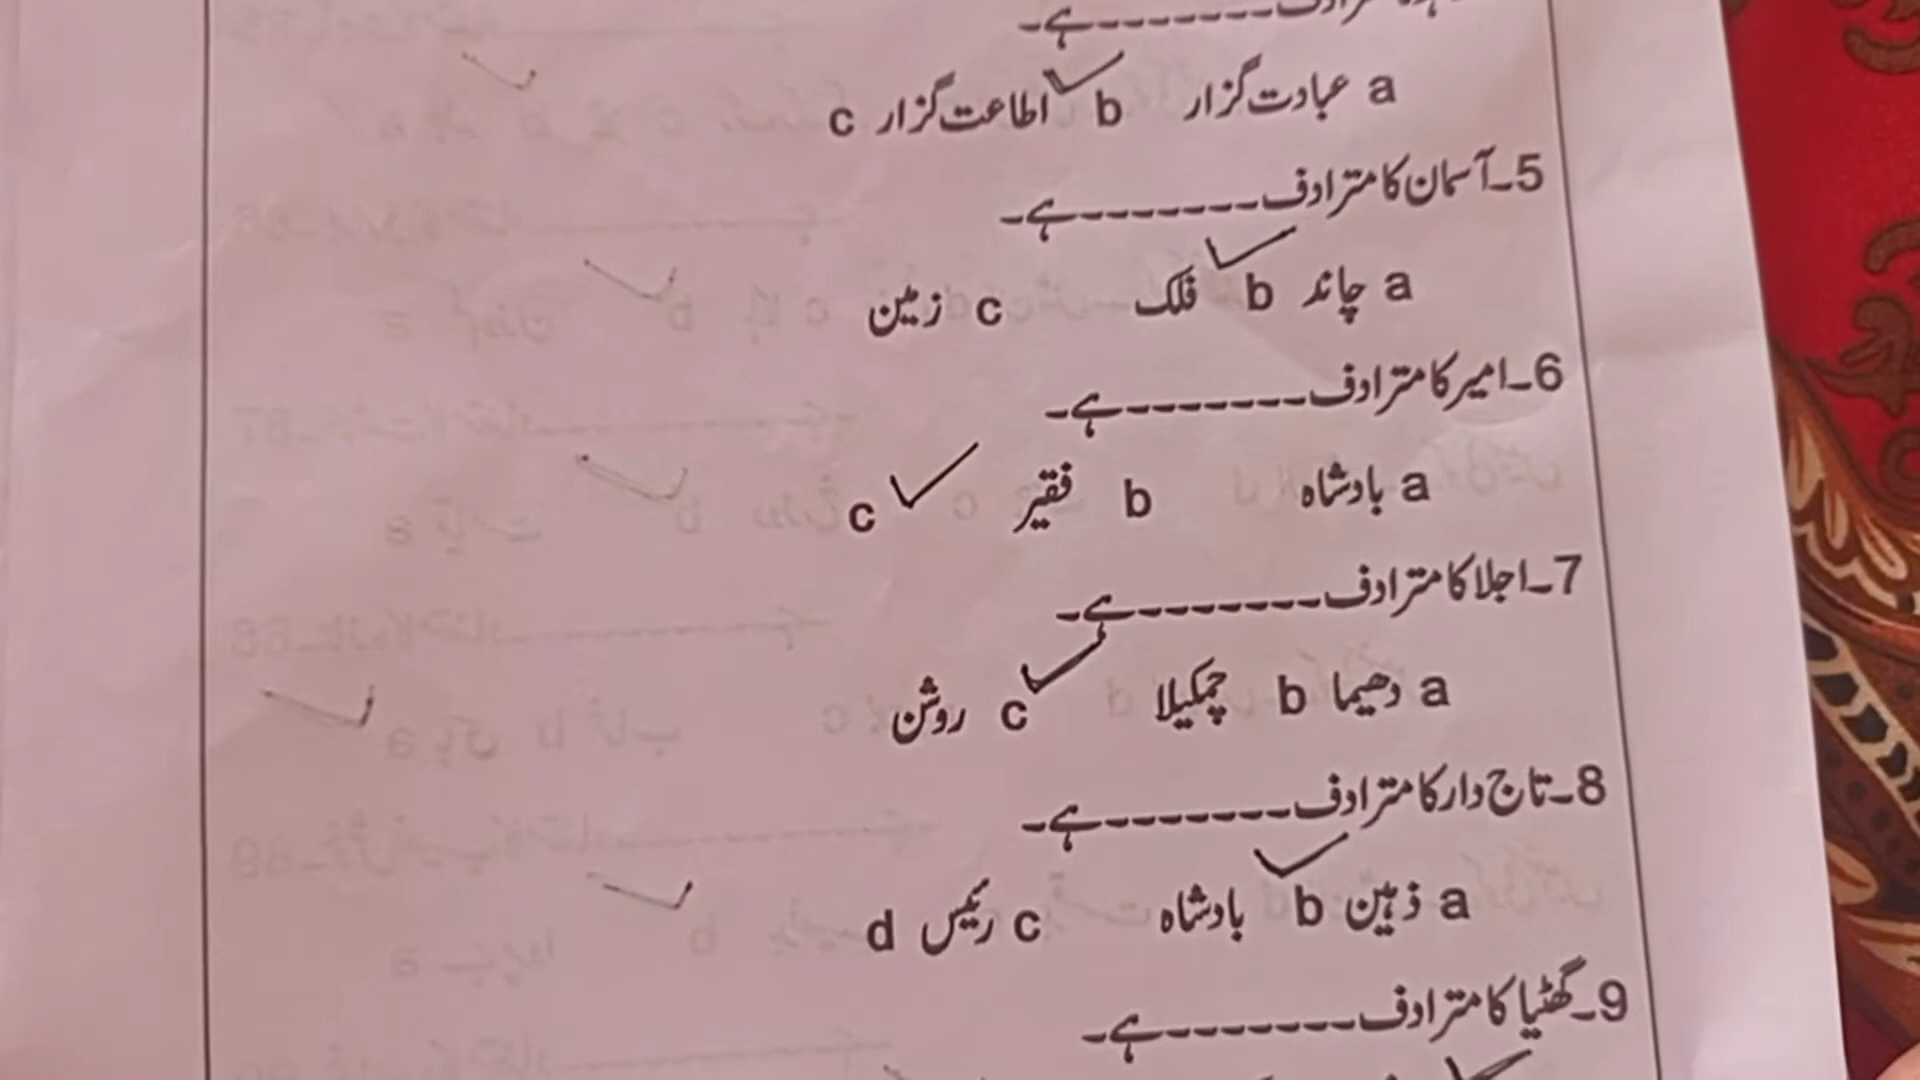 مترادف-------ہے۔
a عبادت گزار b اطاعت گزار c
5۔آسمان کا مترادف-------ہے۔
a چاند b فلک c زمین
6۔امیر کا مترادف-------ہے۔
a بادشاہ b فقیر c
7۔اجلا کا مترادف-------ہے۔
a دھیما b چمکیلا c روشن
8۔تاج دار کا مترادف-------ہے۔
a ذہین b بادشاہ c رئیس d
9۔گھٹیا کا مترادف-------ہے۔